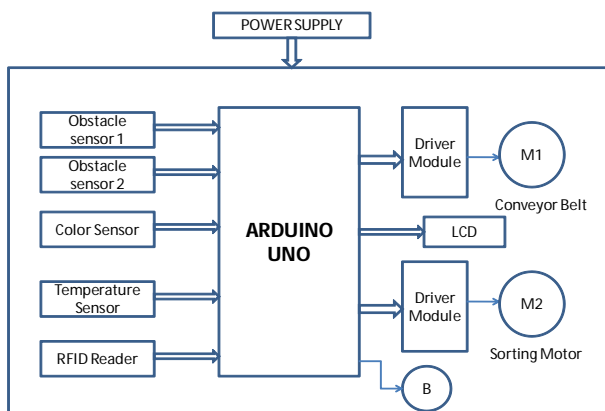 POWER SUPPLY
Obstacle
sensor 1
Obstacle
sensor 2
Color Sensor
Temperature
Sensor
RFID Reader
ARDUINO
UNO
Driver
Module
M1
Conveyor Belt
LCD
Driver
Module
M2
Sorting Motor
B